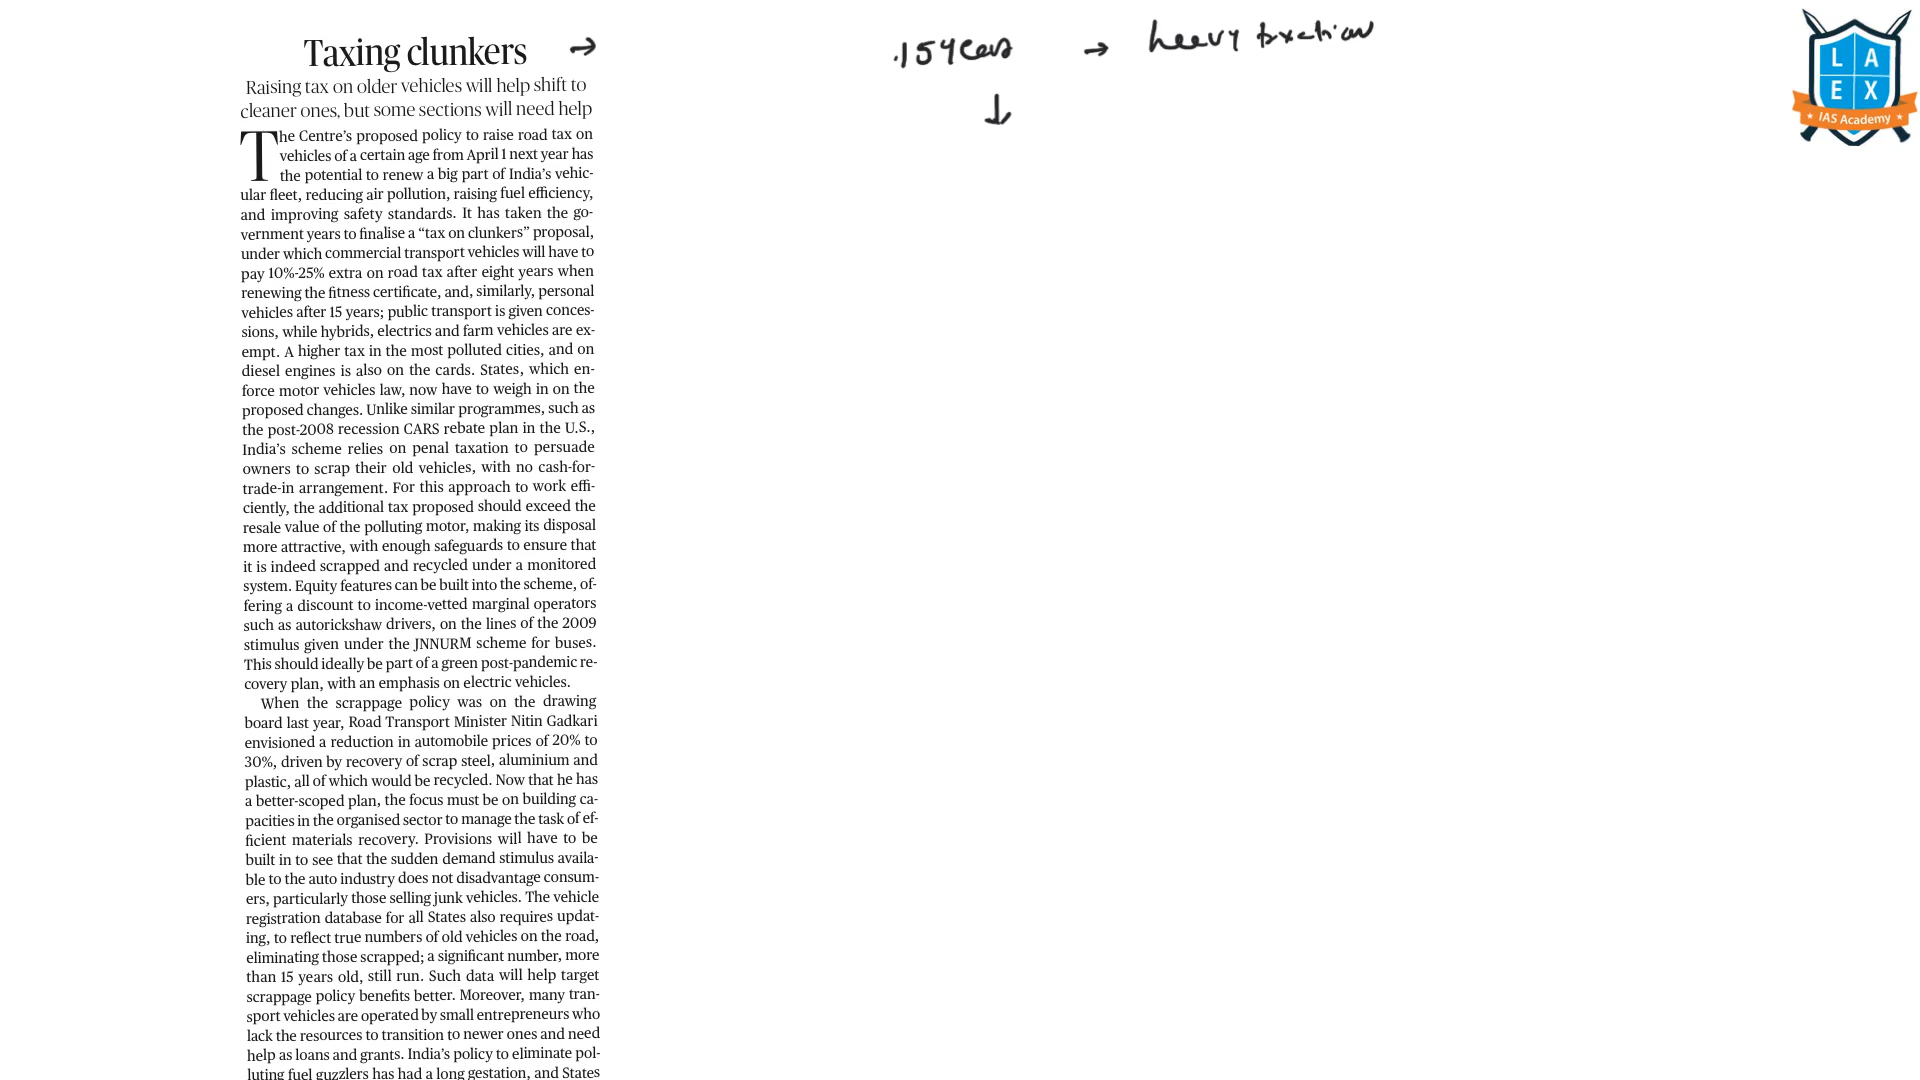 Taxing clunkers →
Raising tax on older vehicles will help shift to
cleaner ones, but some sections will need help
The Centre's proposed policy to raise road tax on
vehicles of a certain age from April 1 next year has
the potential to renew a big part of India's vehic-
ular fleet, reducing air pollution, raising fuel efficiency,
and improving safety standards. It has taken the go-
vernment years to finalise a "tax on clunkers" proposal,
under which commercial transport vehicles will have to
pay 10%-25% extra on road tax after eight years when
renewing the fitness certificate, and, similarly, personal
vehicles after 15 years; public transport is given conces-
sions, while hybrids, electrics and farm vehicles are ex-
empt. A higher tax in the most polluted cities, and on
diesel engines is also on the cards. States, which en-
force motor vehicles law, now have to weigh in on the
proposed changes. Unlike similar programmes, such as
the post-2008 recession CARS rebate plan in the U.S.,
India's scheme relies on penal taxation to persuade
owners to scrap their old vehicles, with no cash-for-
trade-in arrangement. For this approach to work effi-
ciently, the additional tax proposed should exceed the
resale value of the polluting motor, making its disposal
more attractive, with enough safeguards to ensure that
it is indeed scrapped and recycled under a monitored
system. Equity features can be built into the scheme, of-
fering a discount to income-vetted marginal operators
such as autorickshaw drivers, on the lines of the 2009
stimulus given under the JNNURM scheme for buses.
This should ideally be part of a green post-pandemic re-
covery plan, with an emphasis on electric vehicles.
When the scrappage policy was on the drawing
board last year, Road Transport Minister Nitin Gadkari
envisioned a reduction in automobile prices of 20% to
30%, driven by recovery of scrap steel, aluminium and
plastic, all of which would be recycled. Now that he has
a better-scoped plan, the focus must be on building ca-
pacities in the organised sector to manage the task of ef-
ficient materials recovery. Provisions will have to be
built in to see that the sudden demand stimulus availa-
ble to the auto industry does not disadvantage consum-
ers, particularly those selling junk vehicles. The vehicle
registration database for all States also requires updat-
ing, to reflect true numbers of old vehicles on the road,
eliminating those scrapped; a significant number, more
than 15 years old, still run. Such data will help target
scrappage policy benefits better. Moreover, many tran-
sport vehicles are operated by small entrepreneurs who
lack the resources to transition to newer ones and need
help as loans and grants. India's policy to eliminate pol-
luting fuel guzzlers has had a long gestation, and States
15 years → heavy taxation
↓
L A
E X
IAS Academy